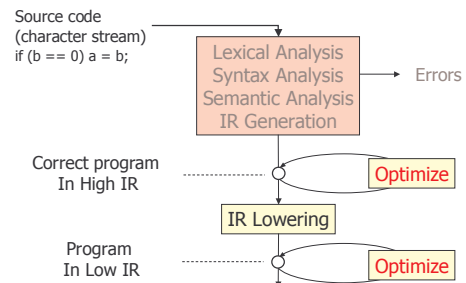 Source code
(character stream)
if (b == 0) a = b;
Lexical Analysis
Syntax Analysis
Semantic Analysis
IR Generation
Errors
Correct program
In High IR
Optimize
IR Lowering
Program
In Low IR
Optimize